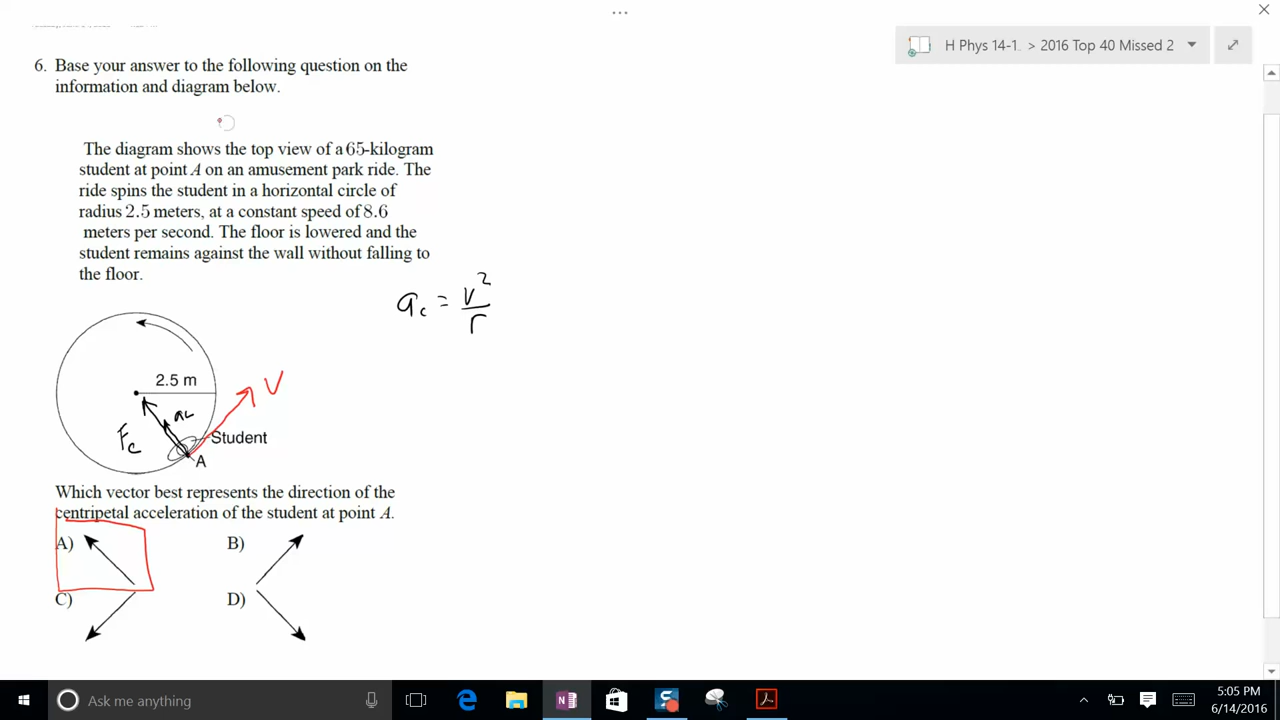 H Phys 14-1. > 2016 Top 40 Missed 2
6. Base your answer to the following question on the
information and diagram below.
The diagram shows the top view of a 65-kilogram
student at point A on an amusement park ride. The
ride spins the student in a horizontal circle of
radius 2.5 meters, at a constant speed of 8.6
meters per second. The floor is lowered and the
student remains against the wall without falling to
the floor.
a_c = v²/r
2.5 m
V
a_c
F_c
Student
A
Which vector best represents the direction of the
centripetal acceleration of the student at point A.
A) B)
C) D)
Ask me anything
5:05 PM
6/14/2016